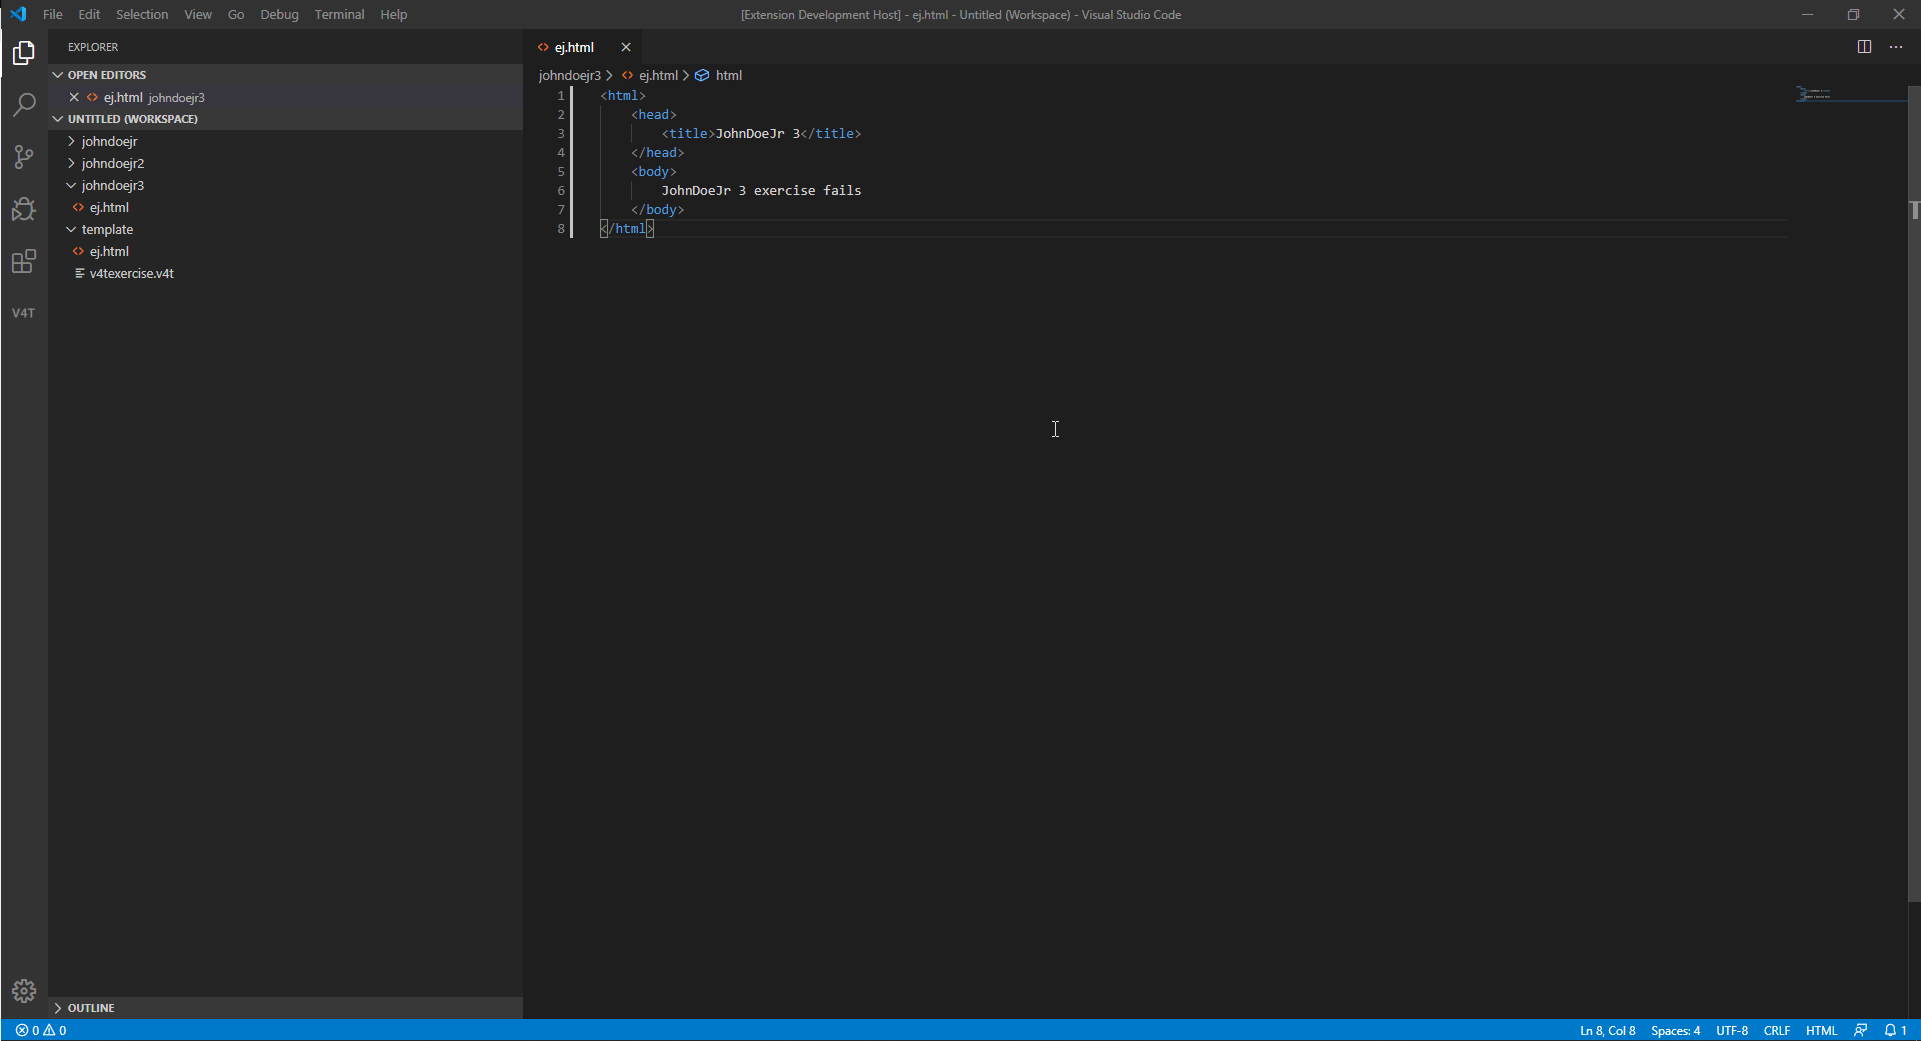 File Edit Selection View Go Debug Terminal Help
[Extension Development Host] - ej.html - Untitled (Workspace) - Visual Studio Code
EXPLORER
OPEN EDITORS
ej.html johndoejr3
UNTITLED (WORKSPACE)
johndoejr
johndoejr2
johndoejr3
ej.html
template
ej.html
v4texercise.v4t
V4T
OUTLINE
ej.html
johndoejr3 > ej.html > html
1 <html>
2 <head>
3 <title>JohnDoeJr 3</title>
4 </head>
5 <body>
6 JohnDoeJr 3 exercise fails
7 </body>
8 </html>
0 0
Ln 8, Col 8 Spaces: 4 UTF-8 CRLF HTML 1